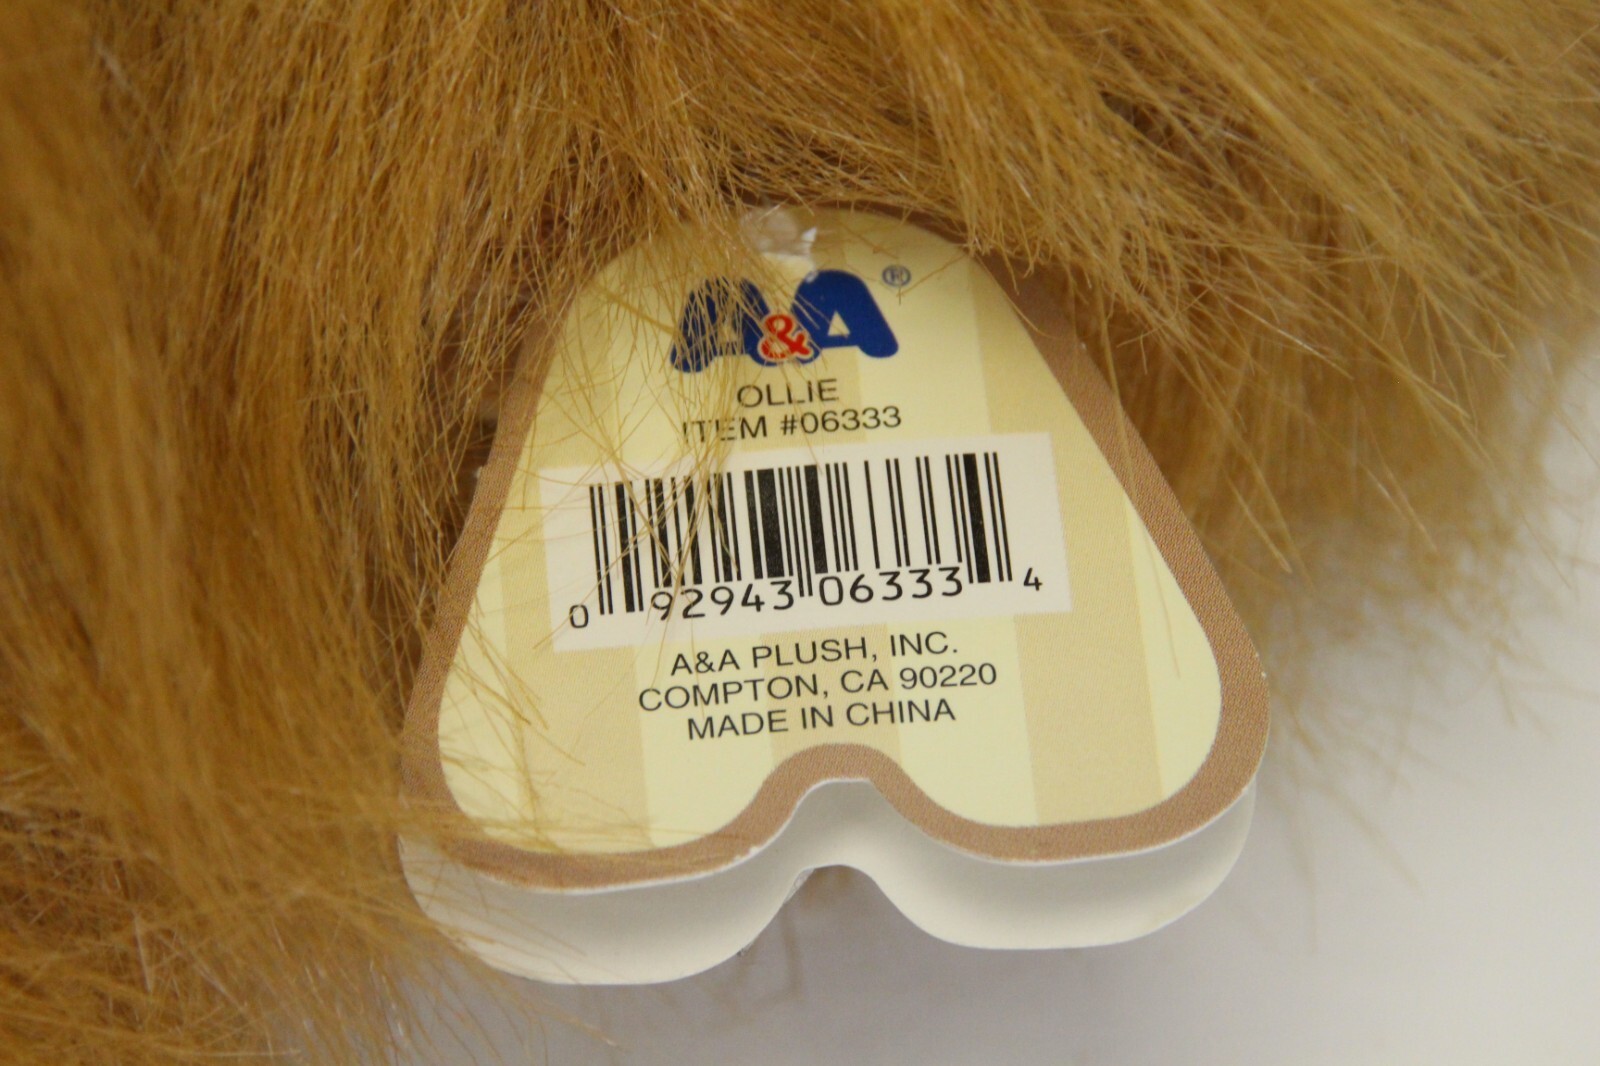 A&A ®
OLLIE
ITEM #06333
0 92943 06333 4
A&A PLUSH, INC.
COMPTON, CA 90220
MADE IN CHINA